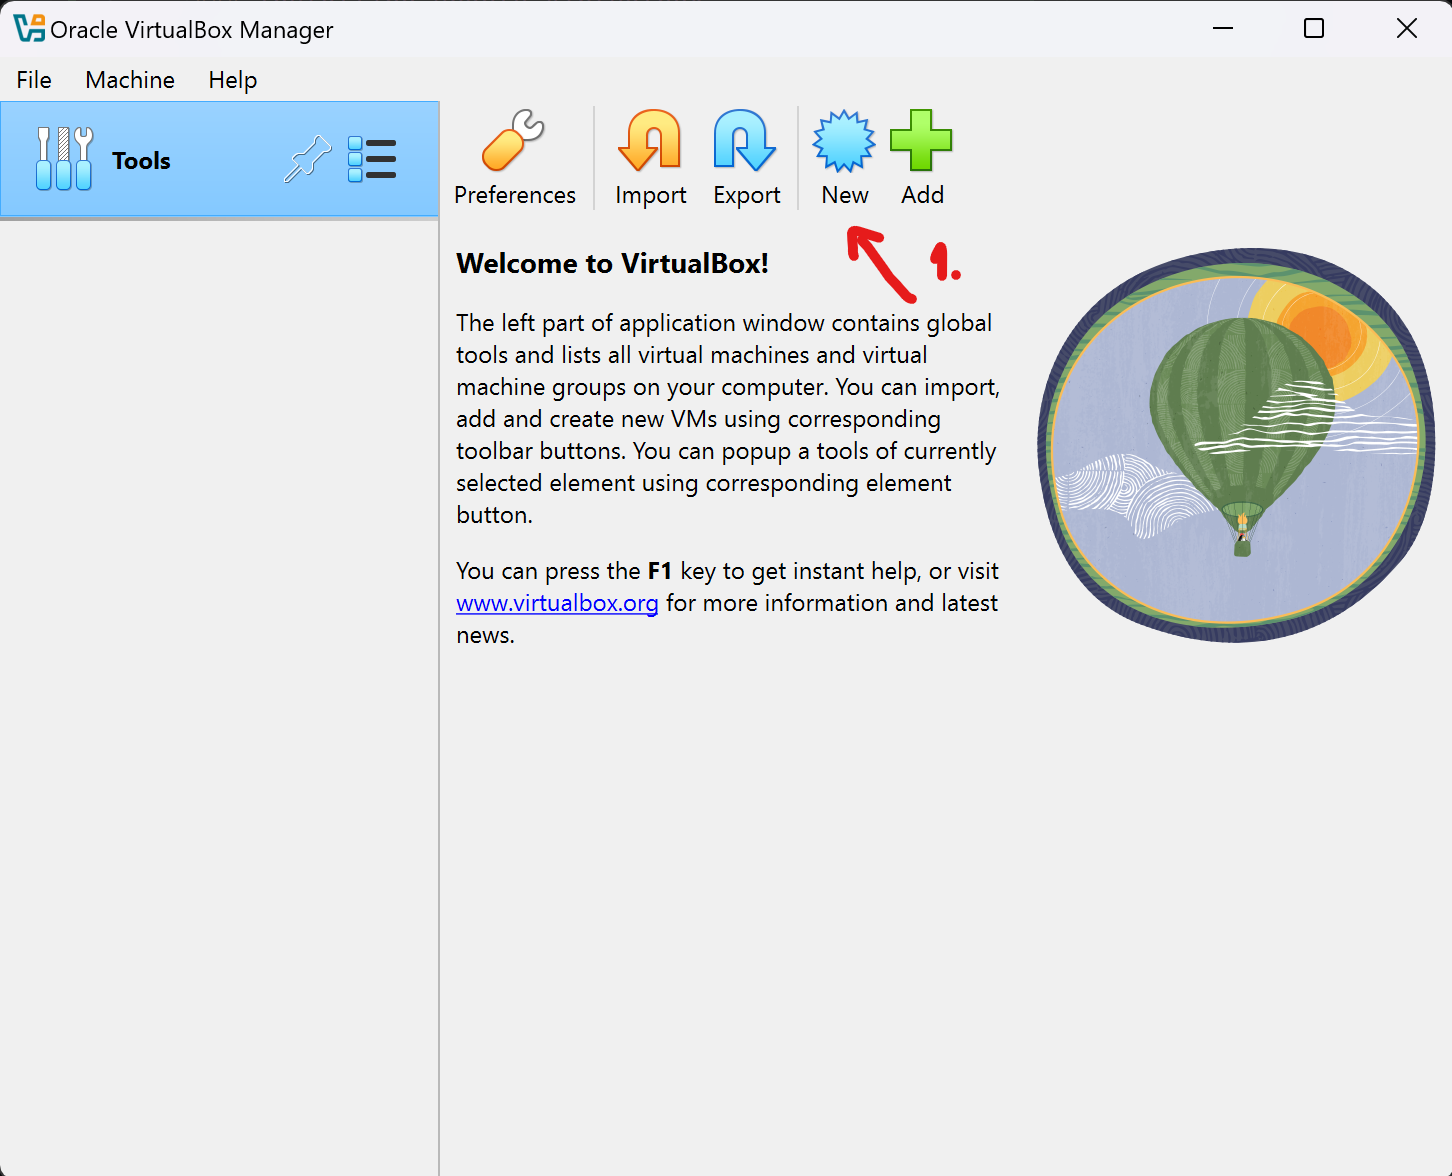 Oracle VirtualBox Manager
File Machine Help
Tools
Preferences Import Export New Add
1.
Welcome to VirtualBox!
The left part of application window contains global
tools and lists all virtual machines and virtual
machine groups on your computer. You can import,
add and create new VMs using corresponding
toolbar buttons. You can popup a tools of currently
selected element using corresponding element
button.
You can press the F1 key to get instant help, or visit
www.virtualbox.org for more information and latest
news.